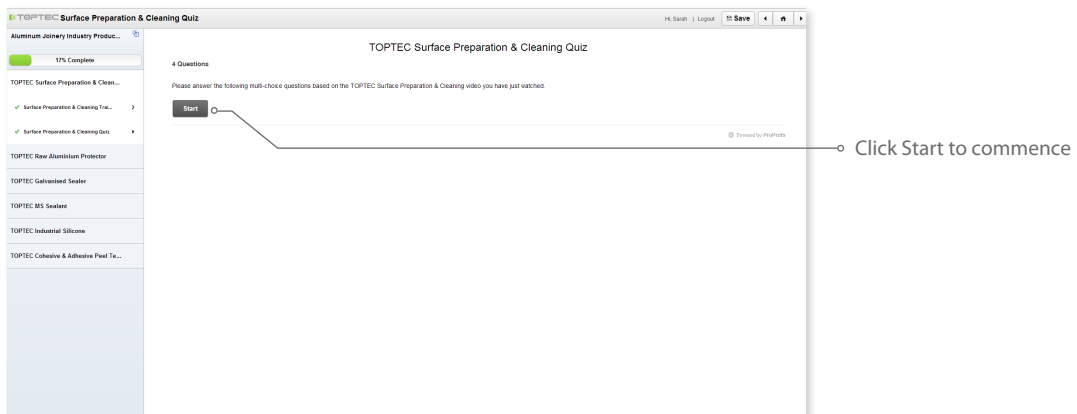 TOPTEC Surface Preparation & Cleaning Quiz
Hi, Sarah | Logout Save
Aluminum Joinery Industry Produc...
17% Complete
TOPTEC Surface Preparation & Clean...
Surface Preparation & Cleaning Trai...
Surface Preparation & Cleaning Quiz
TOPTEC Raw Aluminium Protector
TOPTEC Galvanised Sealer
TOPTEC MS Sealant
TOPTEC Industrial Silicone
TOPTEC Cohesive & Adhesive Peel Te...
TOPTEC Surface Preparation & Cleaning Quiz
4 Questions
Please answer the following multi-choice questions based on the TOPTEC Surface Preparation & Cleaning video you have just watched.
Start
Powered by ProProfs
Click Start to commence